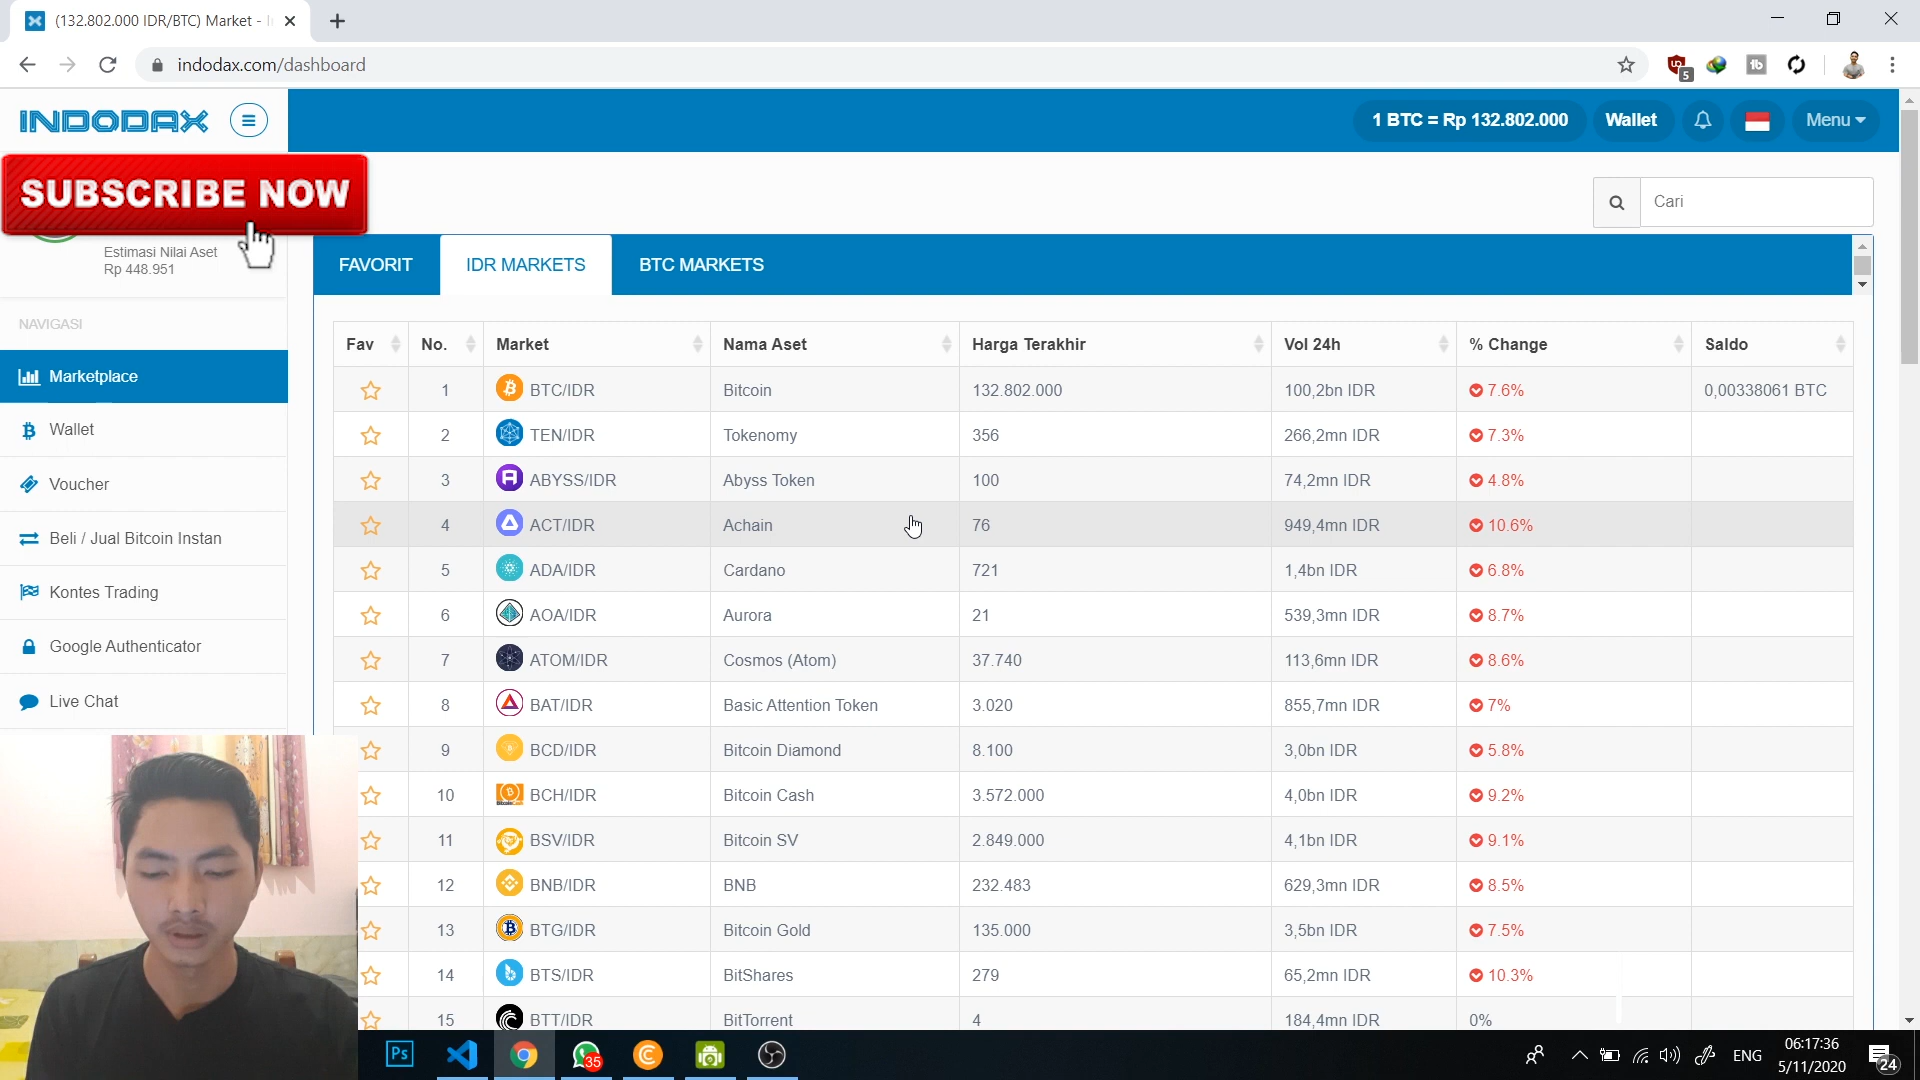 (132.802.000 IDR/BTC) Market -
indodax.com/dashboard
5
INDODAX
1 BTC = Rp 132.802.000
Wallet
Menu
SUBSCRIBE NOW
Cari
Estimasi Nilai Aset
Rp 448.951
NAVIGASI
Marketplace
Wallet
Voucher
Beli / Jual Bitcoin Instan
Kontes Trading
Google Authenticator
Live Chat
FAVORIT IDR MARKETS BTC MARKETS
Fav No. Market Nama Aset Harga Terakhir Vol 24h % Change Saldo
1 BTC/IDR Bitcoin 132.802.000 100,2bn IDR 7.6% 0,00338061 BTC
2 TEN/IDR Tokenomy 356 266,2mn IDR 7.3%
3 ABYSS/IDR Abyss Token 100 74,2mn IDR 4.8%
4 ACT/IDR Achain 76 949,4mn IDR 10.6%
5 ADA/IDR Cardano 721 1,4bn IDR 6.8%
6 AOA/IDR Aurora 21 539,3mn IDR 8.7%
7 ATOM/IDR Cosmos (Atom) 37.740 113,6mn IDR 8.6%
8 BAT/IDR Basic Attention Token 3.020 855,7mn IDR 7%
9 BCD/IDR Bitcoin Diamond 8.100 3,0bn IDR 5.8%
10 BCH/IDR Bitcoin Cash 3.572.000 4,0bn IDR 9.2%
11 BSV/IDR Bitcoin SV 2.849.000 4,1bn IDR 9.1%
12 BNB/IDR BNB 232.483 629,3mn IDR 8.5%
13 BTG/IDR Bitcoin Gold 135.000 3,5bn IDR 7.5%
14 BTS/IDR BitShares 279 65,2mn IDR 10.3%
15 BTT/IDR BitTorrent 4 184,4mn IDR 0%
Ps
35
ENG
06:17:36
5/11/2020
24